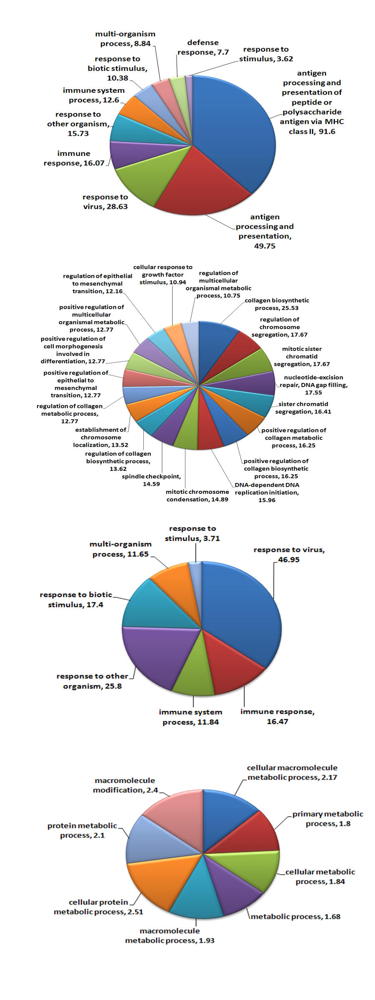 multi-organism
process, 8.84
defense
response, 7.7
response to
stimulus, 3.62
response to
biotic stimulus,
10.38
antigen
processing and
presentation of
peptide or
polysaccharide
antigen via MHC
class II, 91.6
immune system
process, 12.6
response to
other organism,
15.73
immune
response, 16.07
response to
virus, 28.63
antigen
processing and
presentation,
49.75
cellular response to
growth factor
stimulus, 10.94
regulation of
multicellular
organismal metabolic
process, 10.75
regulation of epithelial
to mesenchymal
transition, 12.16
collagen biosynthetic
process, 25.53
positive regulation of
multicellular
organismal metabolic
process, 12.77
regulation of
chromosome
segregation, 17.67
positive regulation of
cell morphogenesis
involved in
differentiation, 12.77
mitotic sister
chromatid
segregation, 17.67
positive regulation of
epithelial to
mesenchymal
transition, 12.77
nucleotide-excision
repair, DNA gap filling,
17.55
regulation of collagen
metabolic process,
12.77
sister chromatid
segregation, 16.41
establishment of
chromosome
localization, 13.52
positive regulation of
collagen metabolic
process, 16.25
regulation of collagen
biosynthetic process,
13.62
positive regulation of
collagen biosynthetic
process, 16.25
spindle checkpoint,
14.59
DNA-dependent DNA
replication initiation,
15.96
mitotic chromosome
condensation, 14.89
response to
stimulus, 3.71
multi-organism
process, 11.65
response to virus,
46.95
response to biotic
stimulus, 17.4
response to other
organism, 25.8
immune system
process, 11.84
immune response,
16.47
cellular macromolecule
metabolic process, 2.17
macromolecule
modification, 2.4
primary metabolic
process, 1.8
protein metabolic
process, 2.1
cellular metabolic
process, 1.84
cellular protein
metabolic process, 2.51
metabolic process, 1.68
macromolecule
metabolic process, 1.93